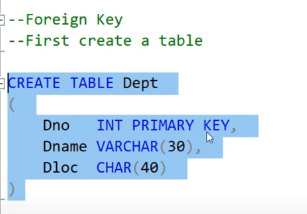 --Foreign Key
--First create a table
CREATE TABLE Dept
(
Dno INT PRIMARY KEY,
Dname VARCHAR(30),
Dloc CHAR(40)
)